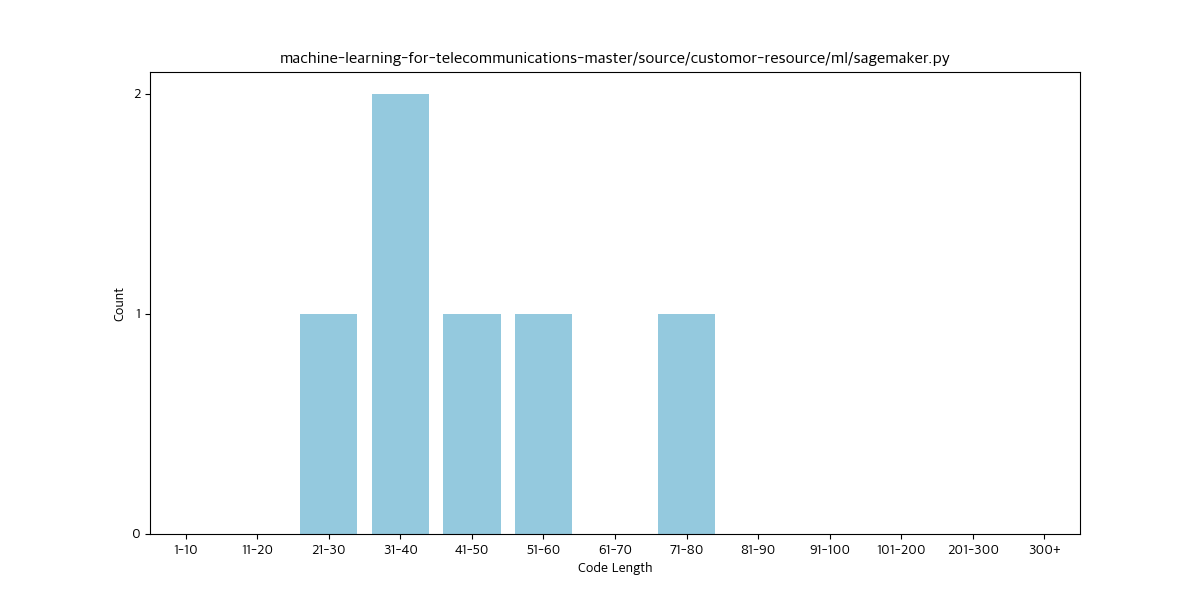 machine-learning-for-telecommunications-master/source/customor-resource/ml/sagemaker.py
2
1
0
Count
1-10 11-20 21-30 31-40 41-50 51-60 61-70 71-80 81-90 91-100 101-200 201-300 300+
Code Length